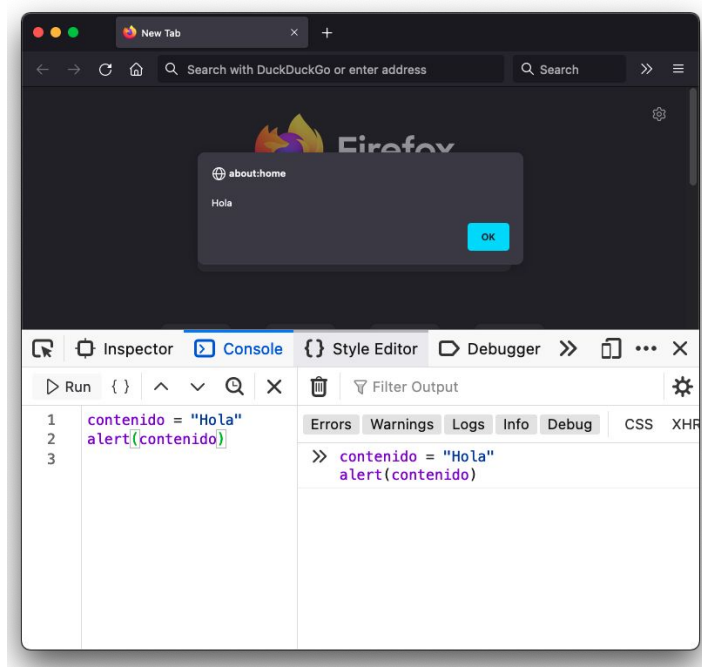 New Tab
Search with DuckDuckGo or enter address
Search
Firefox
about:home
Hola
OK
Inspector
Console
{} Style Editor
Debugger
Run { }
Filter Output
1 contenido = "Hola"
2 alert(contenido)
3
Errors Warnings Logs Info Debug CSS XHR
>> contenido = "Hola"
alert(contenido)